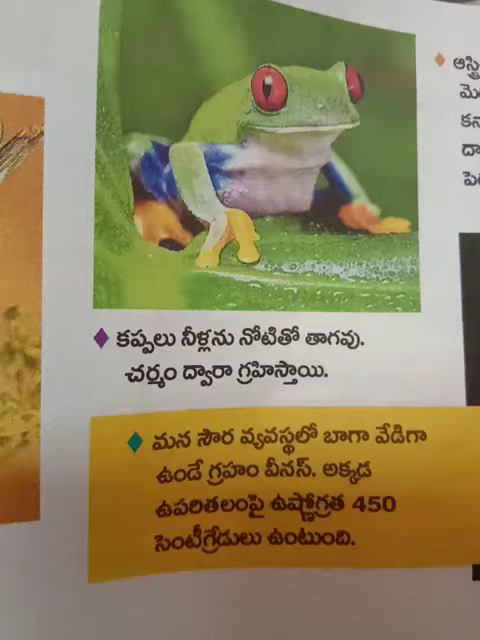 కప్పలు నీళ్లను నోటితో తాగవు.
చర్మం ద్వారా గ్రహిస్తాయి.
మన సౌర వ్యవస్థలో బాగా వేడిగా
ఉండే గ్రహం వీనస్. అక్కడ
ఉపరితలంపై ఉష్ణోగ్రత 450
సెంటీగ్రేడులు ఉంటుంది.